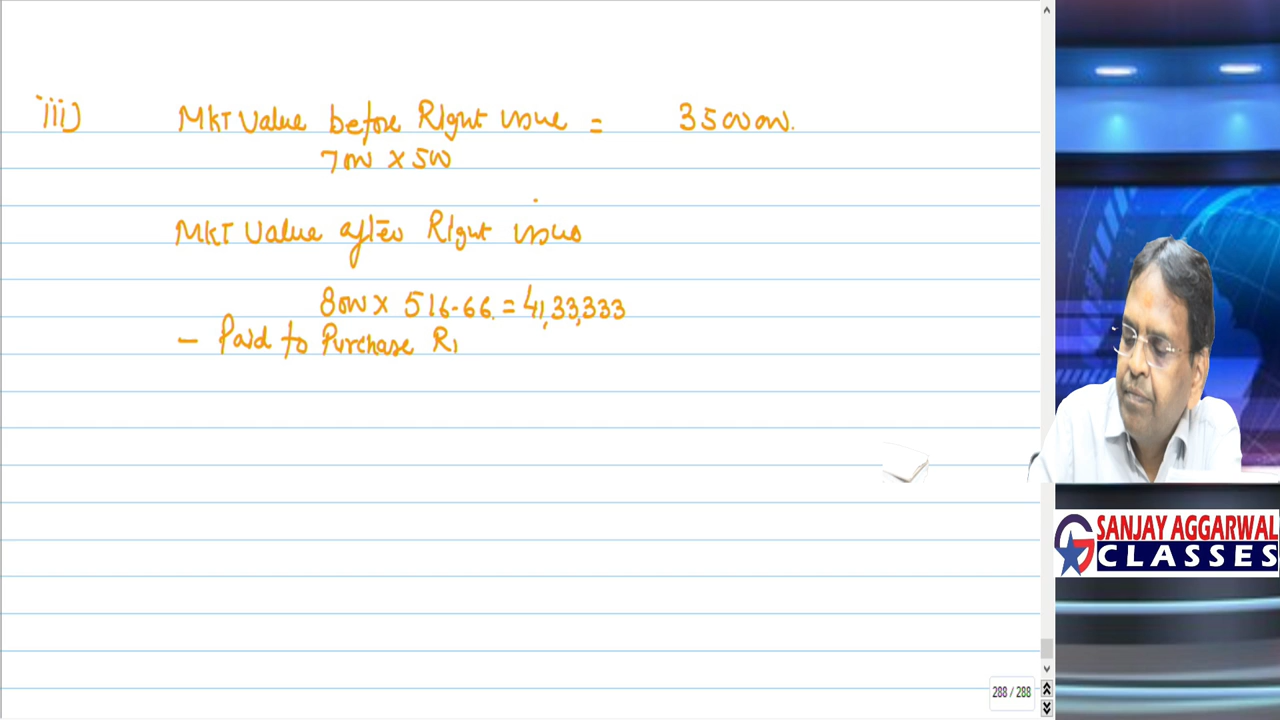 iii) Mkt Value before Right issue = 3500000.
7000 x 500
Mkt Value after Right issue
8000 x 516.66 = 41,33,333
- Paid to Purchase Ri
288 / 288
SANJAY AGGARWAL
CLASSES